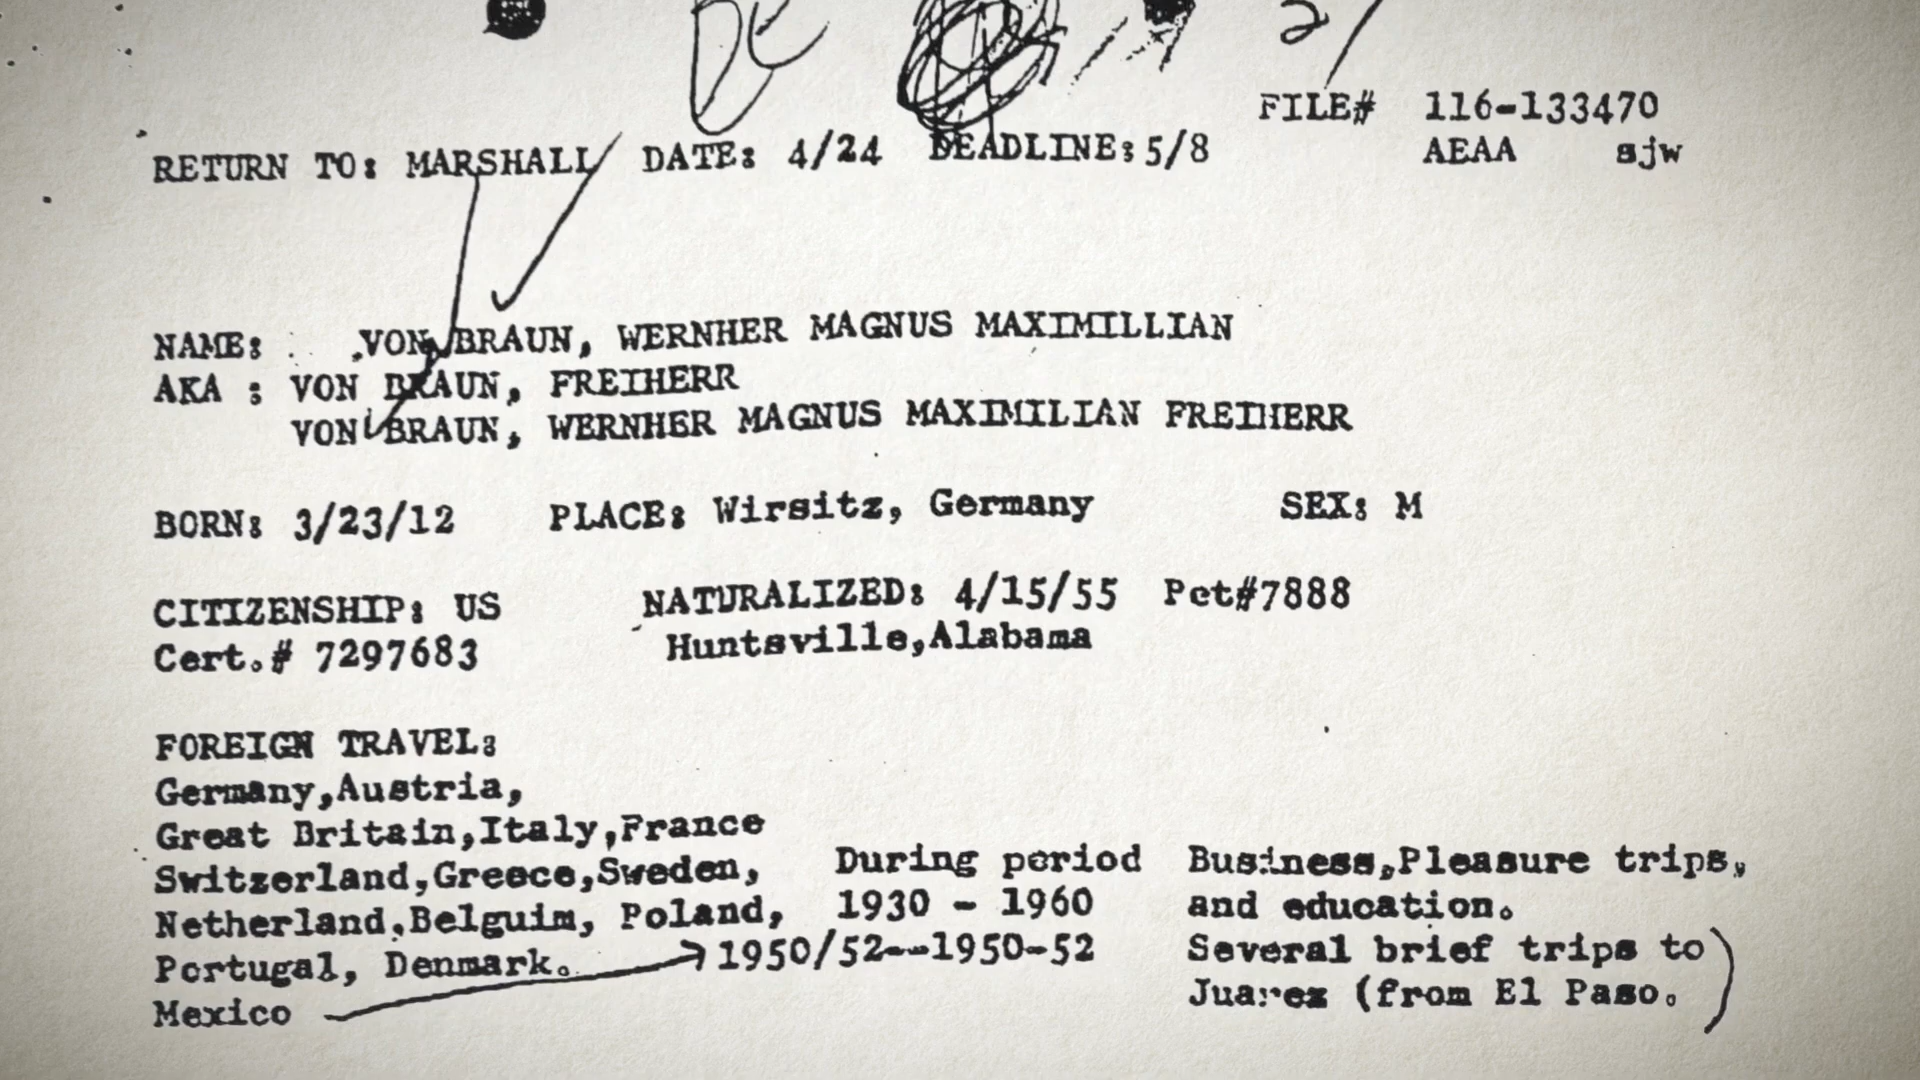 FILE# 116-133470
RETURN TO: MARSHALL DATE: 4/24 DEADLINE: 5/8 AEAA sjw
NAME: VON BRAUN, WERNHER MAGNUS MAXIMILLIAN
AKA : VON BRAUN, FREIHERR
VON BRAUN, WERNHER MAGNUS MAXIMILIAN FREIHERR
BORN: 3/23/12 PLACE: Wirsitz, Germany SEX: M
CITIZENSHIP: US NATURALIZED: 4/15/55 Pet#7888
Cert.# 7297683 Huntsville,Alabama
FOREIGN TRAVEL:
Germany,Austria,
Great Britain,Italy,France
Switzerland,Greece,Sweden, During period Business,Pleasure trips,
Netherland,Belguim, Poland, 1930 - 1960 and education.
Portugal, Denmark. 1950/52--1950-52 Several brief trips to
Mexico Juarez (from El Paso.)